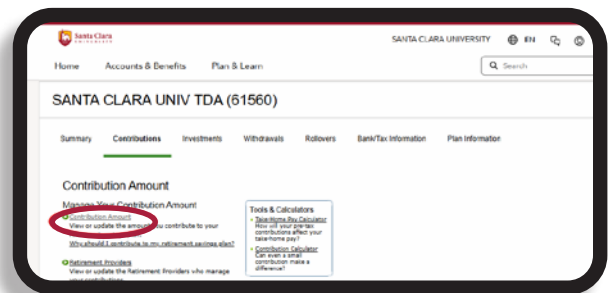 Santa Clara
UNIVERSITY
SANTA CLARA UNIVERSITY
EN
Home
Accounts & Benefits
Plan & Learn
Search
SANTA CLARA UNIV TDA (61560)
Summary
Contributions
Investments
Withdrawals
Rollovers
Bank/Tax Information
Plan Information
Contribution Amount
Manage Your Contribution Amount
Contribution Amount
View or update the amount you contribute to your
Why should I contribute to my retirement savings plan?
Retirement Providers
View or update the Retirement Providers who manage
your contributions
Tools & Calculators
Take-Home Pay Calculator
How will your pre-tax
contributions affect your
take-home pay?
Contribution Calculator
Can even a small
contribution make a
difference?